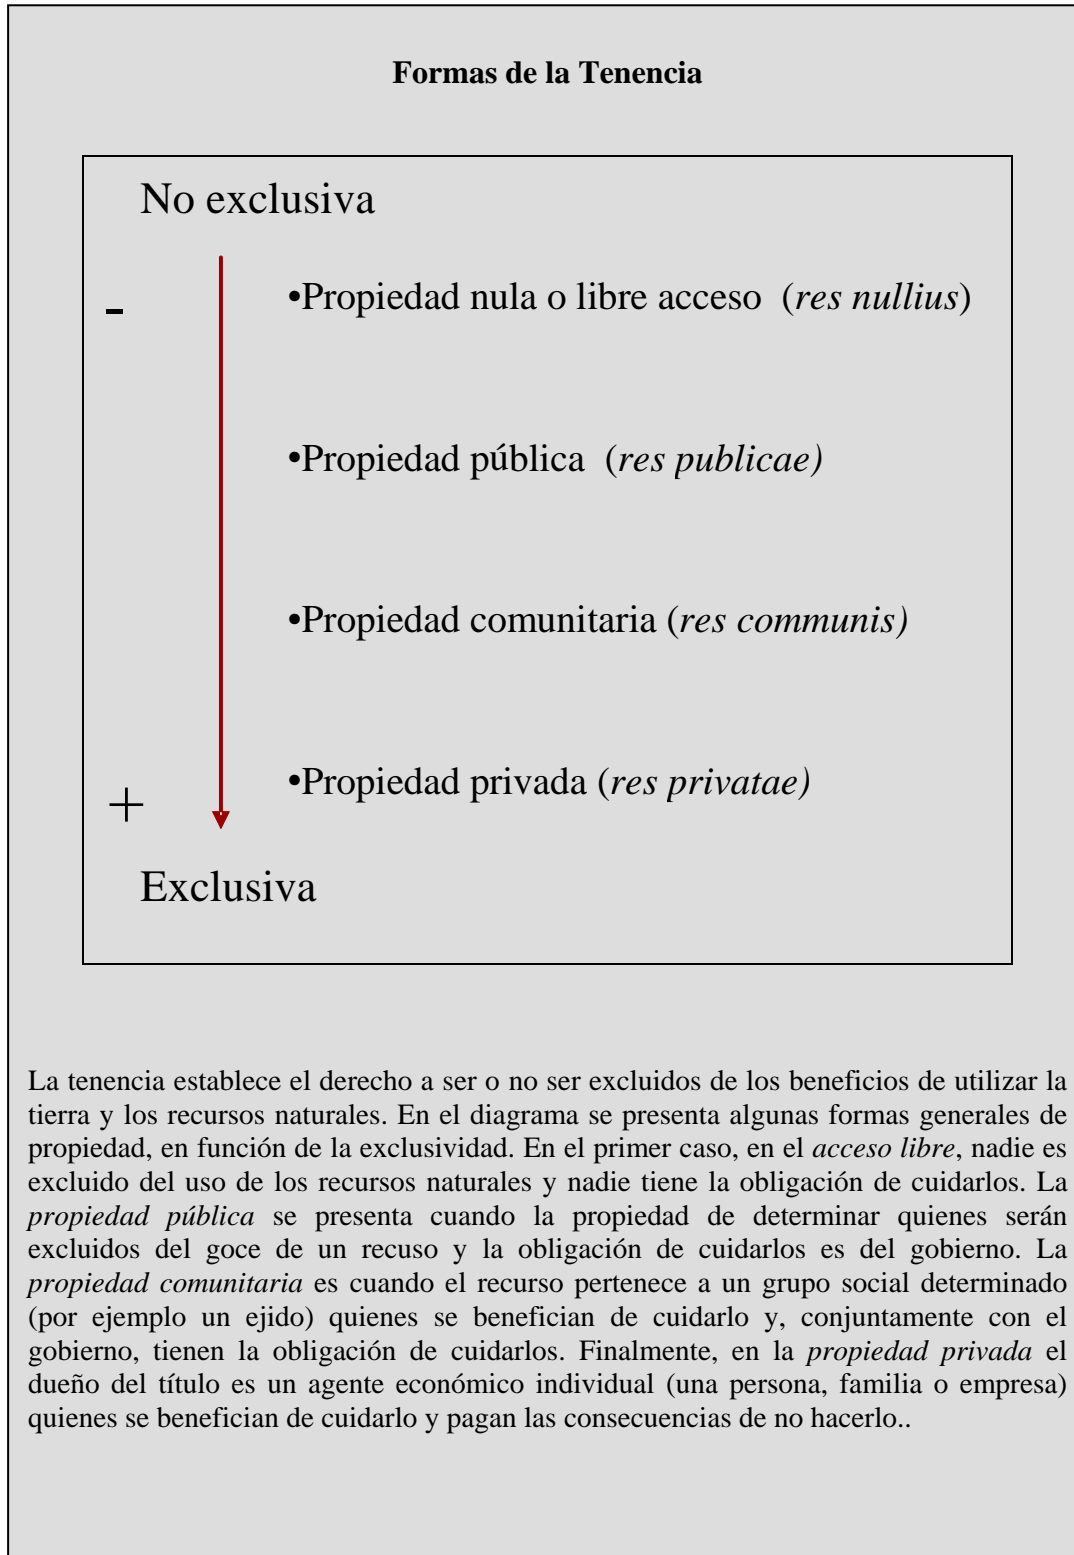 Formas de la Tenencia
No exclusiva
-
•Propiedad nula o libre acceso (res nullius)
•Propiedad pública (res publicae)
•Propiedad comunitaria (res communis)
•Propiedad privada (res privatae)
+
Exclusiva
La tenencia establece el derecho a ser o no ser excluidos de los beneficios de utilizar la
tierra y los recursos naturales. En el diagrama se presenta algunas formas generales de
propiedad, en función de la exclusividad. En el primer caso, en el acceso libre, nadie es
excluido del uso de los recursos naturales y nadie tiene la obligación de cuidarlos. La
propiedad pública se presenta cuando la propiedad de determinar quienes serán
excluidos del goce de un recuso y la obligación de cuidarlos es del gobierno. La
propiedad comunitaria es cuando el recurso pertenece a un grupo social determinado
(por ejemplo un ejido) quienes se benefician de cuidarlo y, conjuntamente con el
gobierno, tienen la obligación de cuidarlos. Finalmente, en la propiedad privada el
dueño del título es un agente económico individual (una persona, familia o empresa)
quienes se benefician de cuidarlo y pagan las consecuencias de no hacerlo..